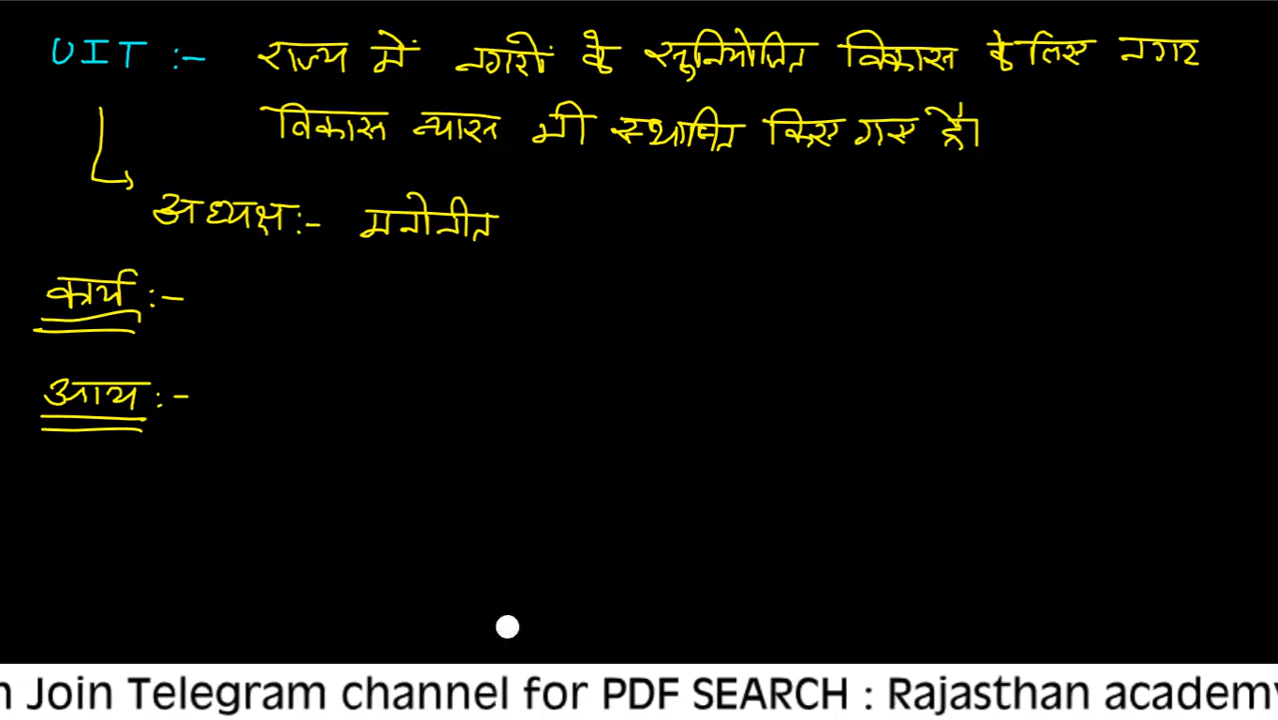 UIT :- राज्य में नगरों के सुनियोजित विकास के लिए नगर
विकास न्यास भी स्थापित किए गए है।
अध्यक्ष:- मनोनीत
कार्य :-
आय :-
n Join Telegram channel for PDF SEARCH : Rajasthan academy